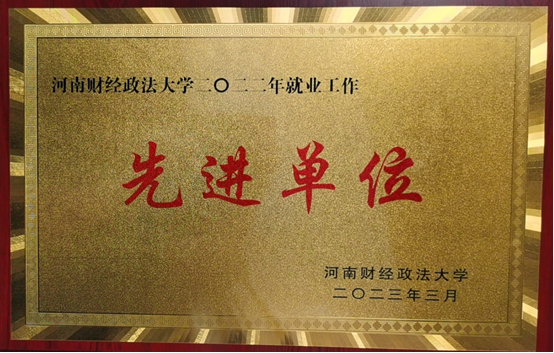 河南财经政法大学二〇二二年就业工作
先进单位
河南财经政法大学
二〇二三年三月